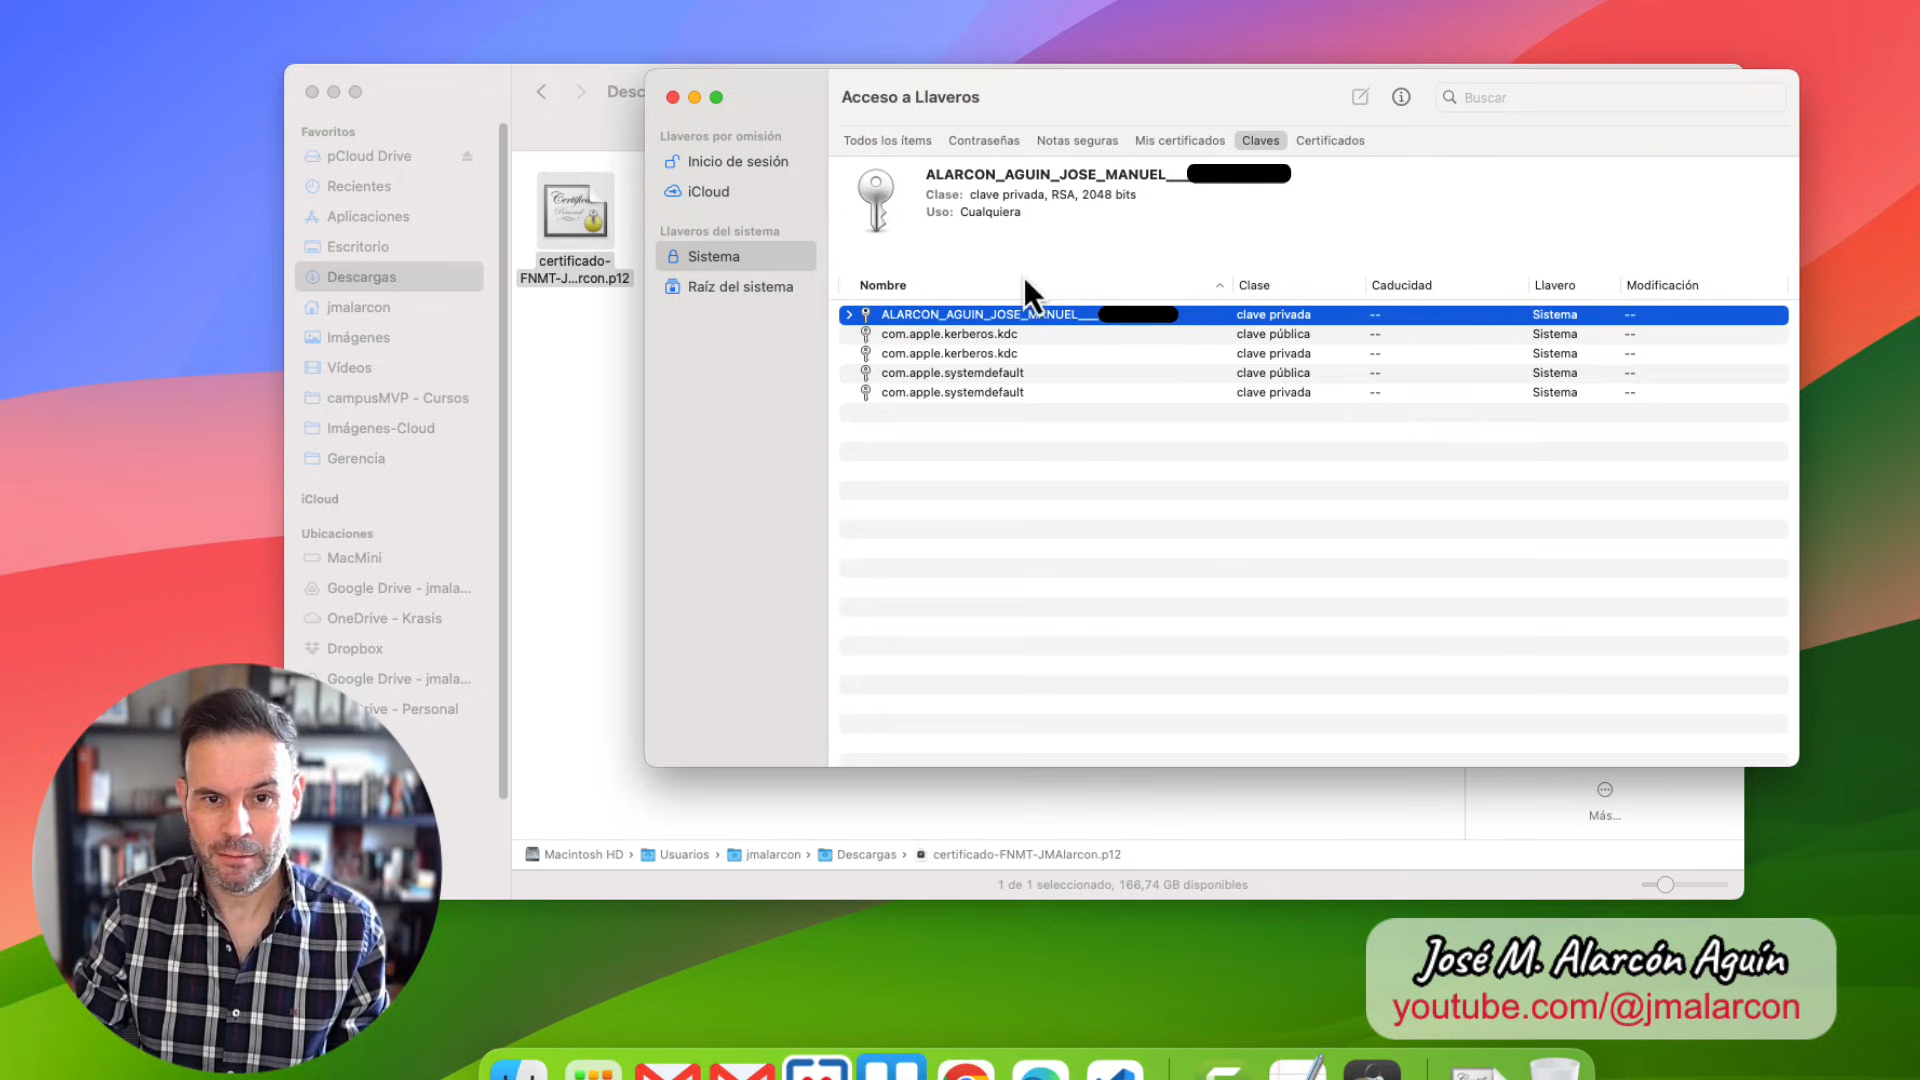 Favoritos
pCloud Drive
Recientes
Aplicaciones
Escritorio
Descargas
jmalarcon
Imágenes
Vídeos
campusMVP - Cursos
Imágenes-Cloud
Gerencia
iCloud
Ubicaciones
MacMini
Google Drive - jmala...
OneDrive - Krasis
Dropbox
Google Drive - jmala...
rive - Personal
Desc
certificado-
FNMT-J...rcon.p12
Llaveros por omisión
Inicio de sesión
iCloud
Llaveros del sistema
Sistema
Raíz del sistema
Acceso a Llaveros
Buscar
Todos los ítems Contraseñas Notas seguras Mis certificados Claves Certificados
ALARCON_AGUIN_JOSE_MANUEL___
Clase: clave privada, RSA, 2048 bits
Uso: Cualquiera
Nombre Clase Caducidad Llavero Modificación
ALARCON_AGUIN_JOSE_MANUEL___ clave privada -- Sistema --
com.apple.kerberos.kdc clave pública -- Sistema --
com.apple.kerberos.kdc clave privada -- Sistema --
com.apple.systemdefault clave pública -- Sistema --
com.apple.systemdefault clave privada -- Sistema --
Más...
Macintosh HD › Usuarios › jmalarcon › Descargas › certificado-FNMT-JMAlarcon.p12
1 de 1 seleccionado, 166,74 GB disponibles
José M. Alarcón Aguín
youtube.com/@jmalarcon